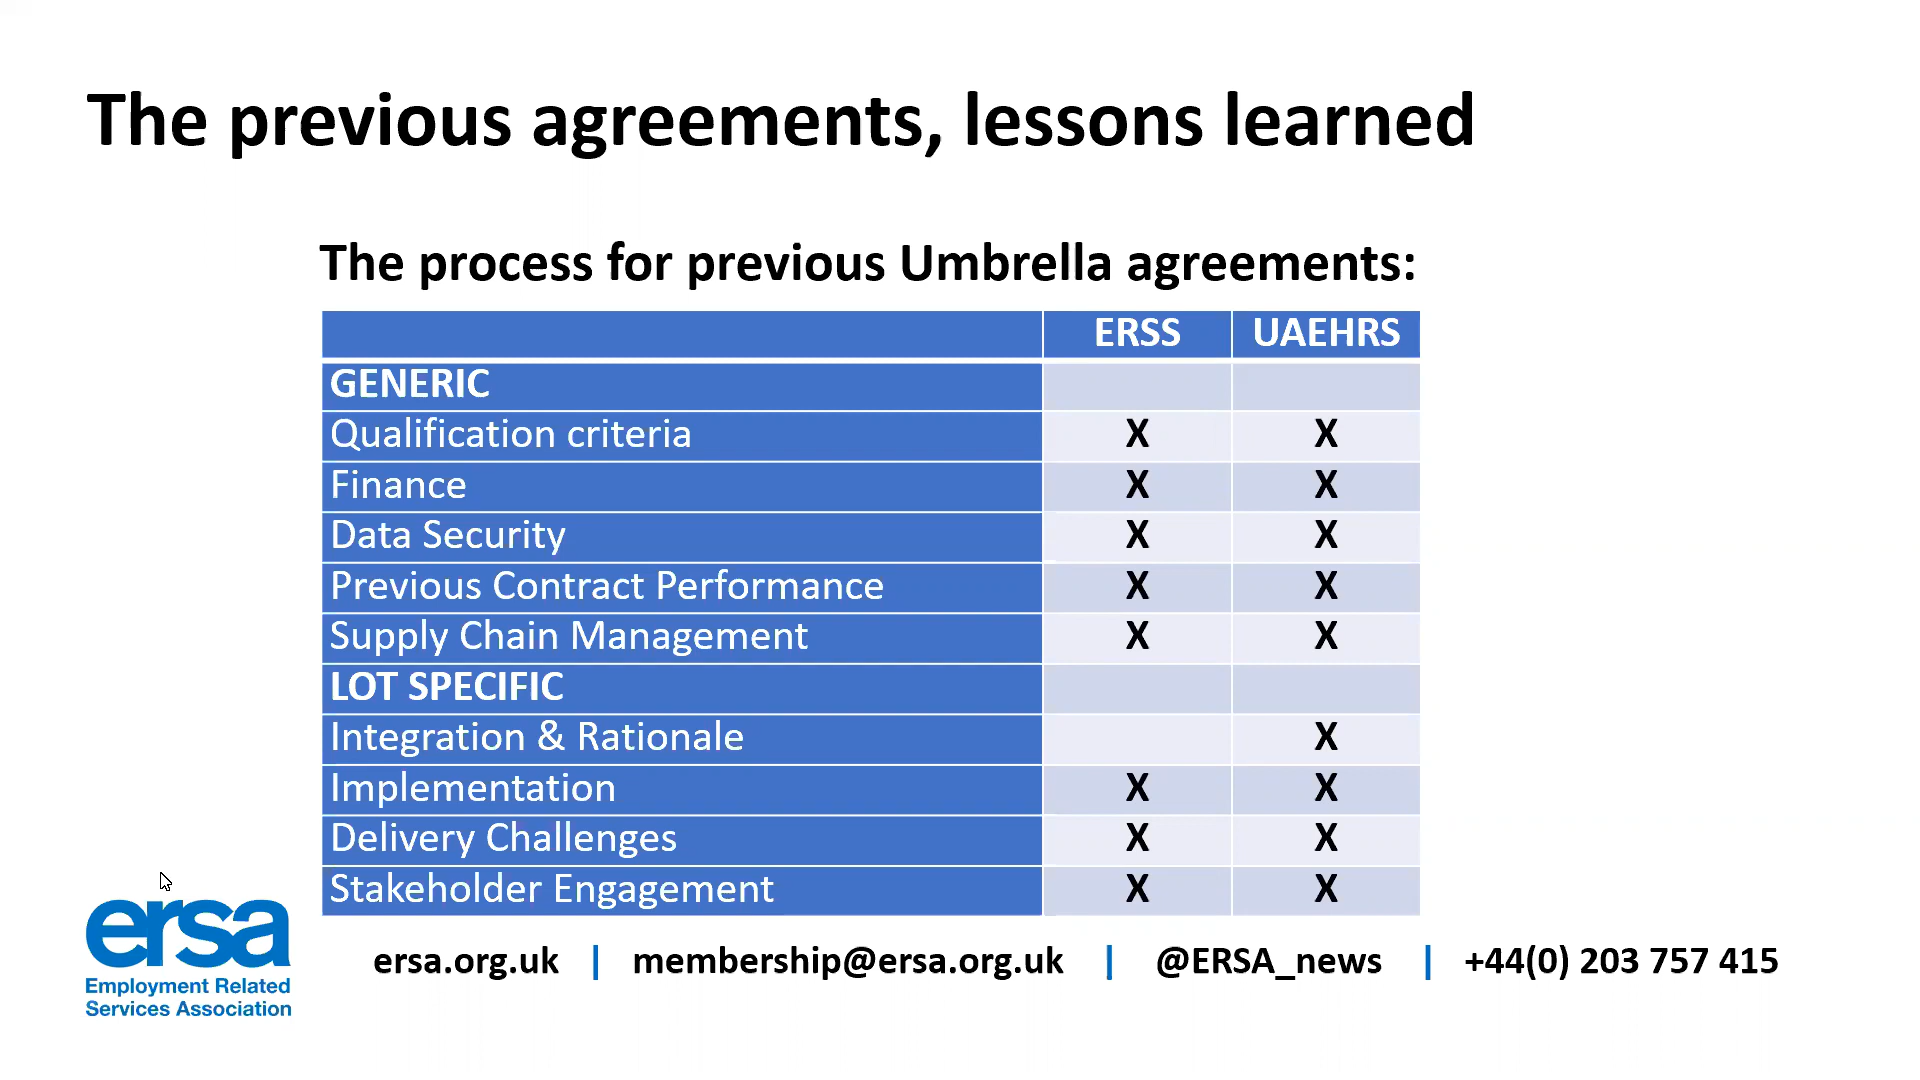 The previous agreements, lessons learned
The process for previous Umbrella agreements:
ERSS UAEHRS
GENERIC
Qualification criteria X X
Finance X X
Data Security X X
Previous Contract Performance X X
Supply Chain Management X X
LOT SPECIFIC
Integration & Rationale X
Implementation X X
Delivery Challenges X X
Stakeholder Engagement X X
ersa
Employment Related
Services Association
ersa.org.uk | membership@ersa.org.uk | @ERSA_news | +44(0) 203 757 415